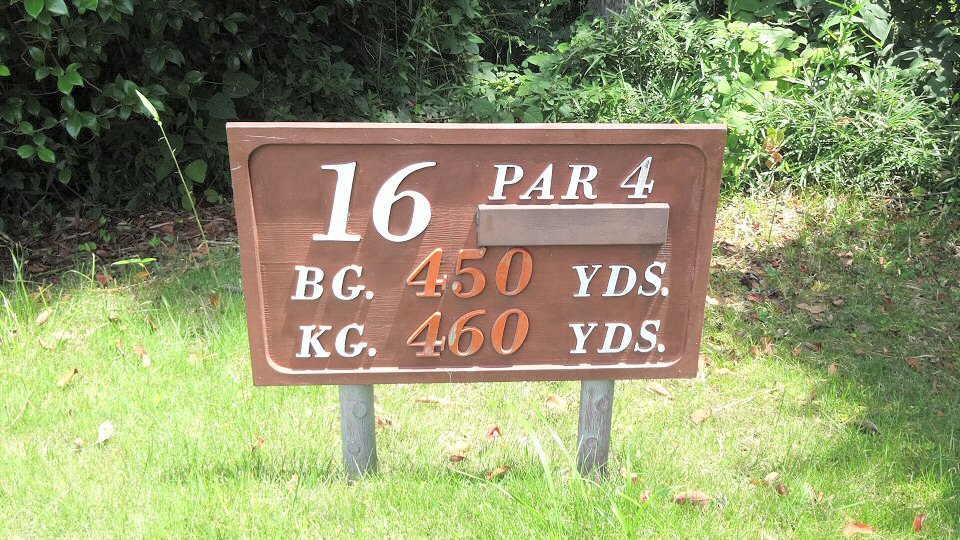 16 PAR 4
BG. 450 YDS.
KG. 460 YDS.